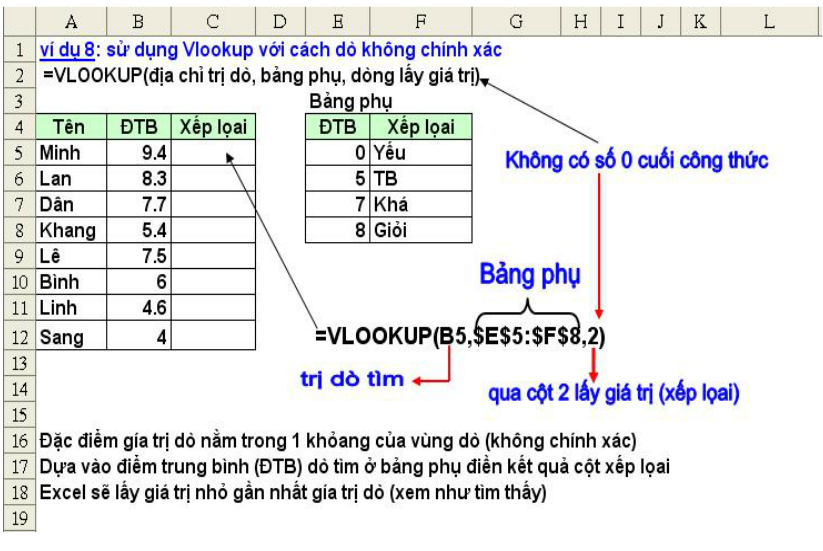 A B C D E F G H I J K L
1 ví dụ 8: sử dụng Vlookup với cách dò không chính xác
2 =VLOOKUP(địa chỉ trị dò, bảng phụ, dòng lấy giá trị)
3 Bảng phụ
4 Tên ĐTB Xếp lọai ĐTB Xếp lọai
5 Minh 9.4 0 Yếu
Không có số 0 cuối công thức
6 Lan 8.3 5 TB
7 Dân 7.7 7 Khá
8 Khang 5.4 8 Giỏi
9 Lê 7.5
10 Bình 6
Bảng phụ
11 Linh 4.6
12 Sang 4 =VLOOKUP(B5,$E$5:$F$8,2)
13
trị dò tìm
14
qua cột 2 lấy giá trị (xếp lọai)
15
16 Đặc điểm gía trị dò nằm trong 1 khỏang của vùng dò (không chính xác)
17 Dựa vào điểm trung bình (ĐTB) dò tìm ở bảng phụ điền kết quả cột xếp lọai
18 Excel sẽ lấy giá trị nhỏ gần nhất gía trị dò (xem như tìm thấy)
19